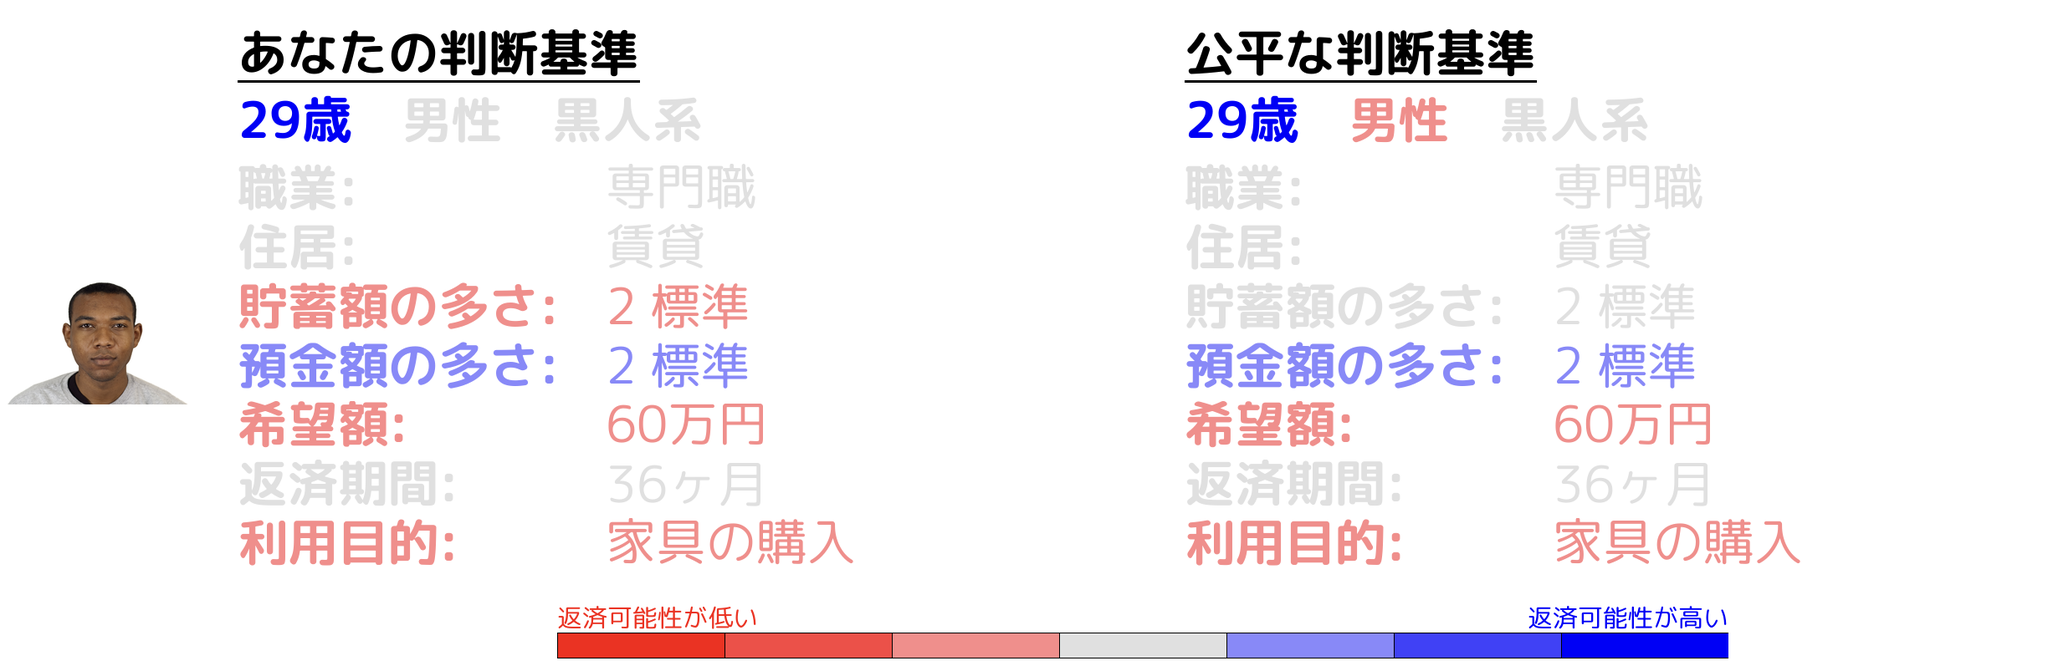 あなたの判断基準
29歳 男性 黒人系
職業: 専門職
住居: 賃貸
貯蓄額の多さ: 2 標準
預金額の多さ: 2 標準
希望額: 60万円
返済期間: 36ヶ月
利用目的: 家具の購入
公平な判断基準
29歳 男性 黒人系
職業: 専門職
住居: 賃貸
貯蓄額の多さ: 2 標準
預金額の多さ: 2 標準
希望額: 60万円
返済期間: 36ヶ月
利用目的: 家具の購入
返済可能性が低い
返済可能性が高い